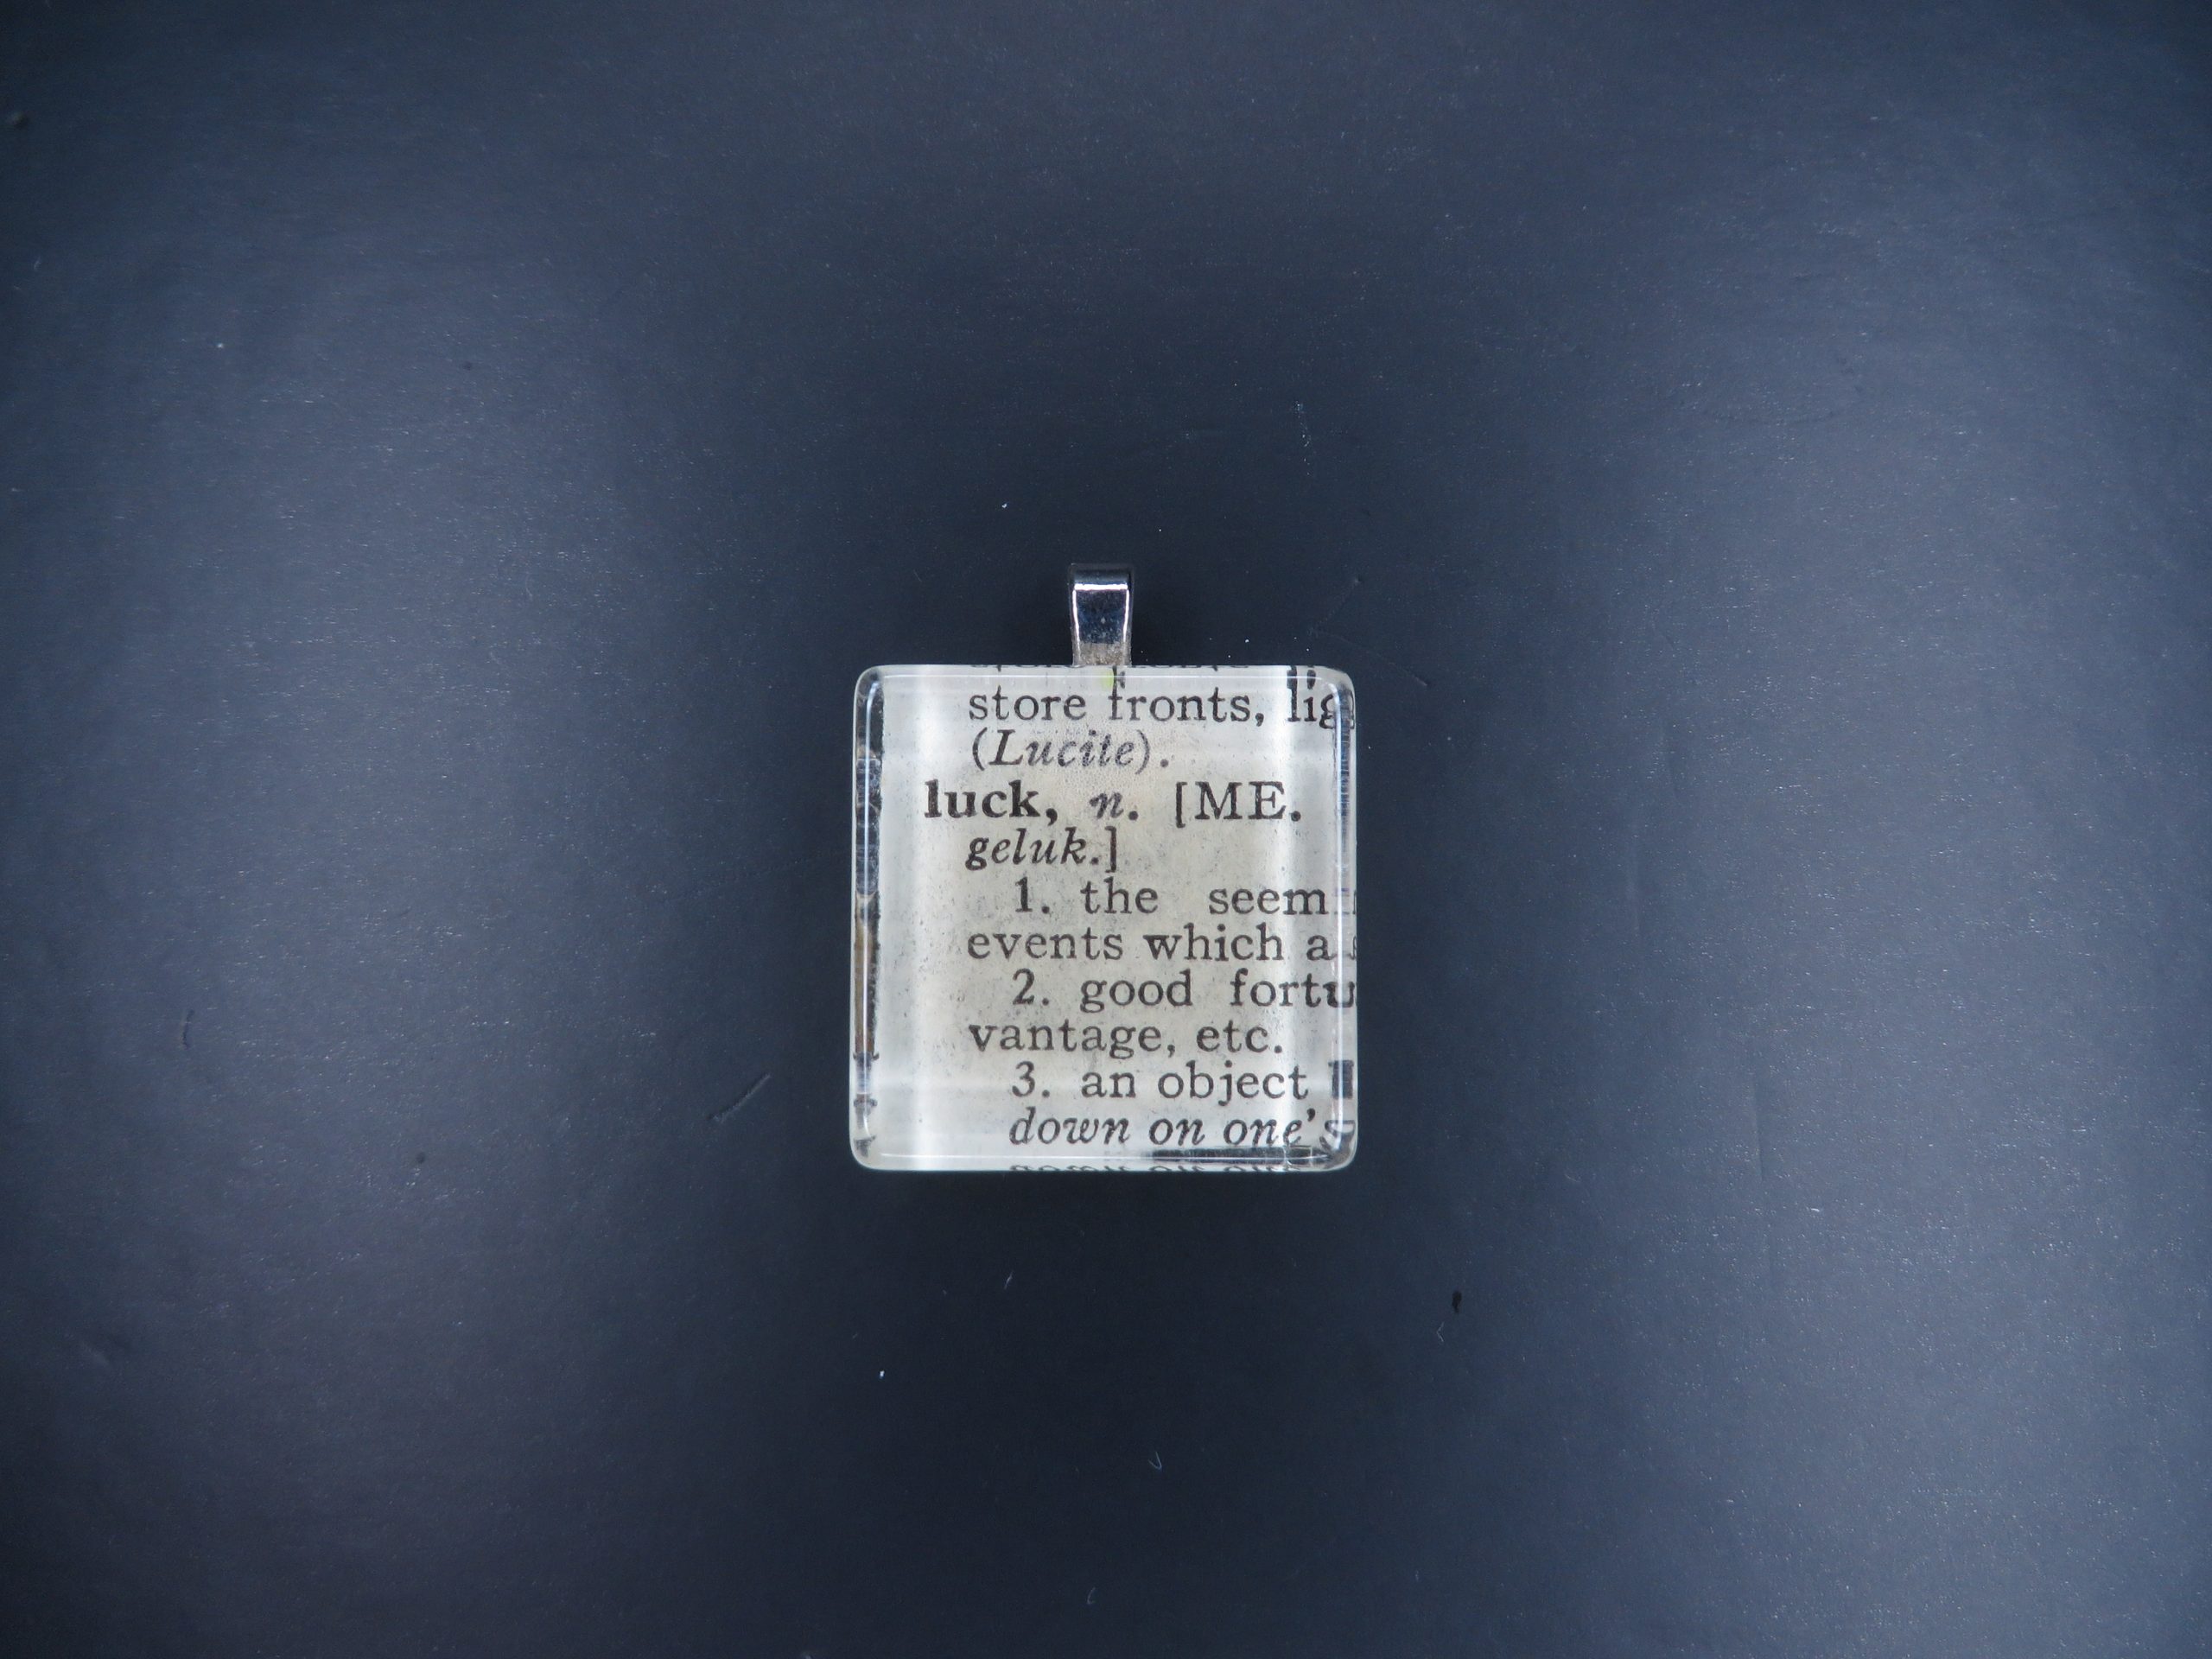 store fronts, lig
(Lucite).
luck, n. [ME.
geluk.]
1. the seem
events which a
2. good fortu
vantage, etc.
3. an object
down on one's